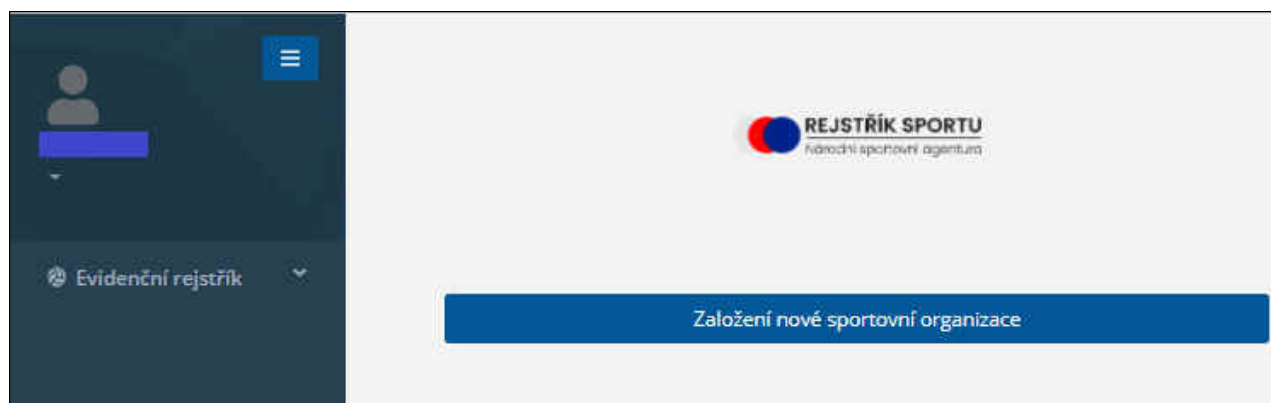 REJSTŘÍK SPORTU
Národní sportovní agentura
Evidenční rejstřík
Založení nové sportovní organizace